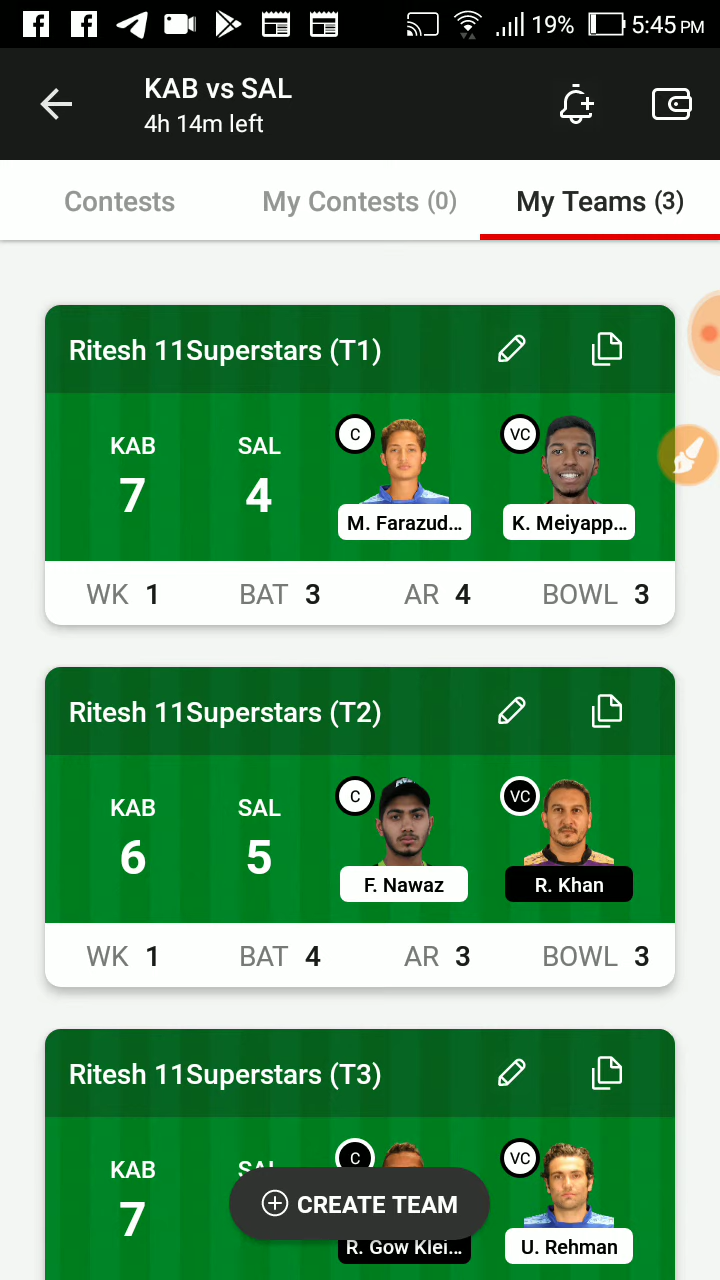 19% 5:45 PM
KAB vs SAL
4h 14m left
Contests My Contests (0) My Teams (3)
Ritesh 11Superstars (T1)
KAB SAL C VC
7 4
M. Farazud... K. Meiyapp...
WK 1 BAT 3 AR 4 BOWL 3
Ritesh 11Superstars (T2)
KAB SAL C VC
6 5
F. Nawaz R. Khan
WK 1 BAT 4 AR 3 BOWL 3
Ritesh 11Superstars (T3)
KAB SAL C VC
7
CREATE TEAM
R. Gow Klei... U. Rehman